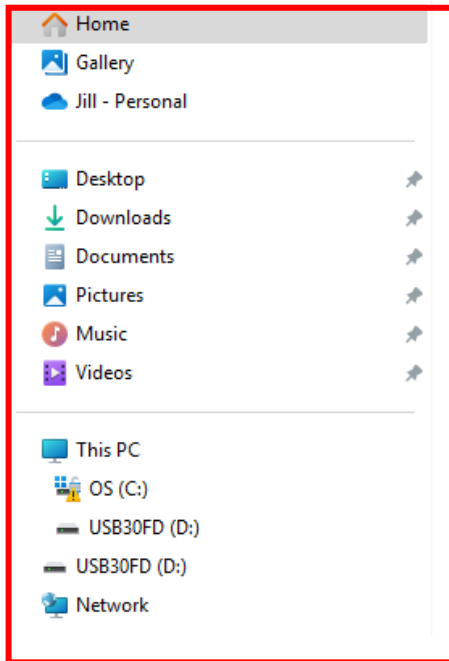 Home
Gallery
Jill - Personal
Desktop
Downloads
Documents
Pictures
Music
Videos
This PC
OS (C:)
USB30FD (D:)
USB30FD (D:)
Network